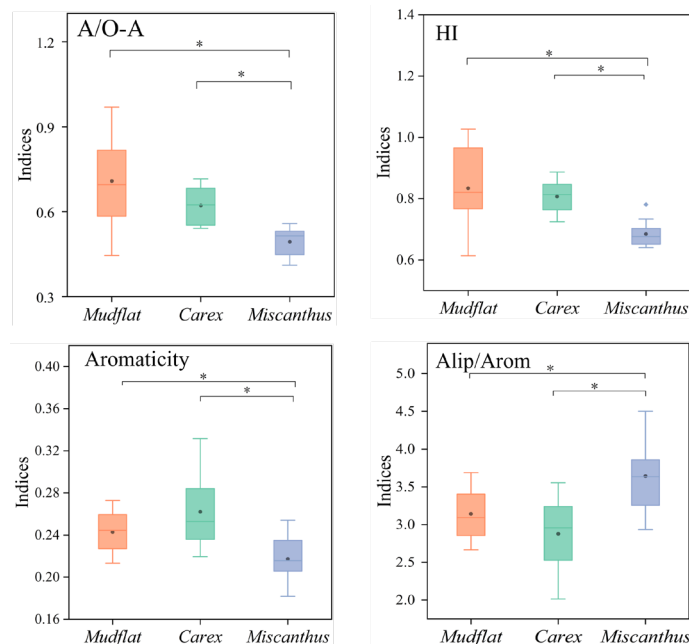 A/O-A
*
*
1.2
0.9
0.6
0.3
Indices
Mudflat Carex Miscanthus
HI
*
*
1.4
1.2
1.0
0.8
0.6
Indices
Mudflat Carex Miscanthus
Aromaticity
*
*
0.40
0.36
0.32
0.28
0.24
0.20
0.16
Indices
Mudflat Carex Miscanthus
Alip/Arom
*
*
5.0
4.5
4.0
3.5
3.0
2.5
2.0
Indices
Mudflat Carex Miscanthus